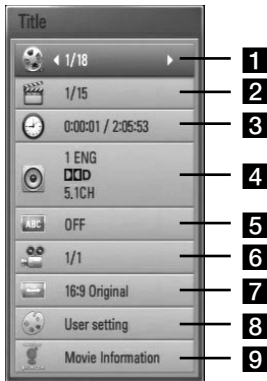 Title
1/18
1
1/15
2
0:00:01 / 2:05:53
3
1 ENG
DD D
5.1CH
4
ABC
OFF
5
1/1
6
16:9 Original
7
User setting
8
Movie Information
9